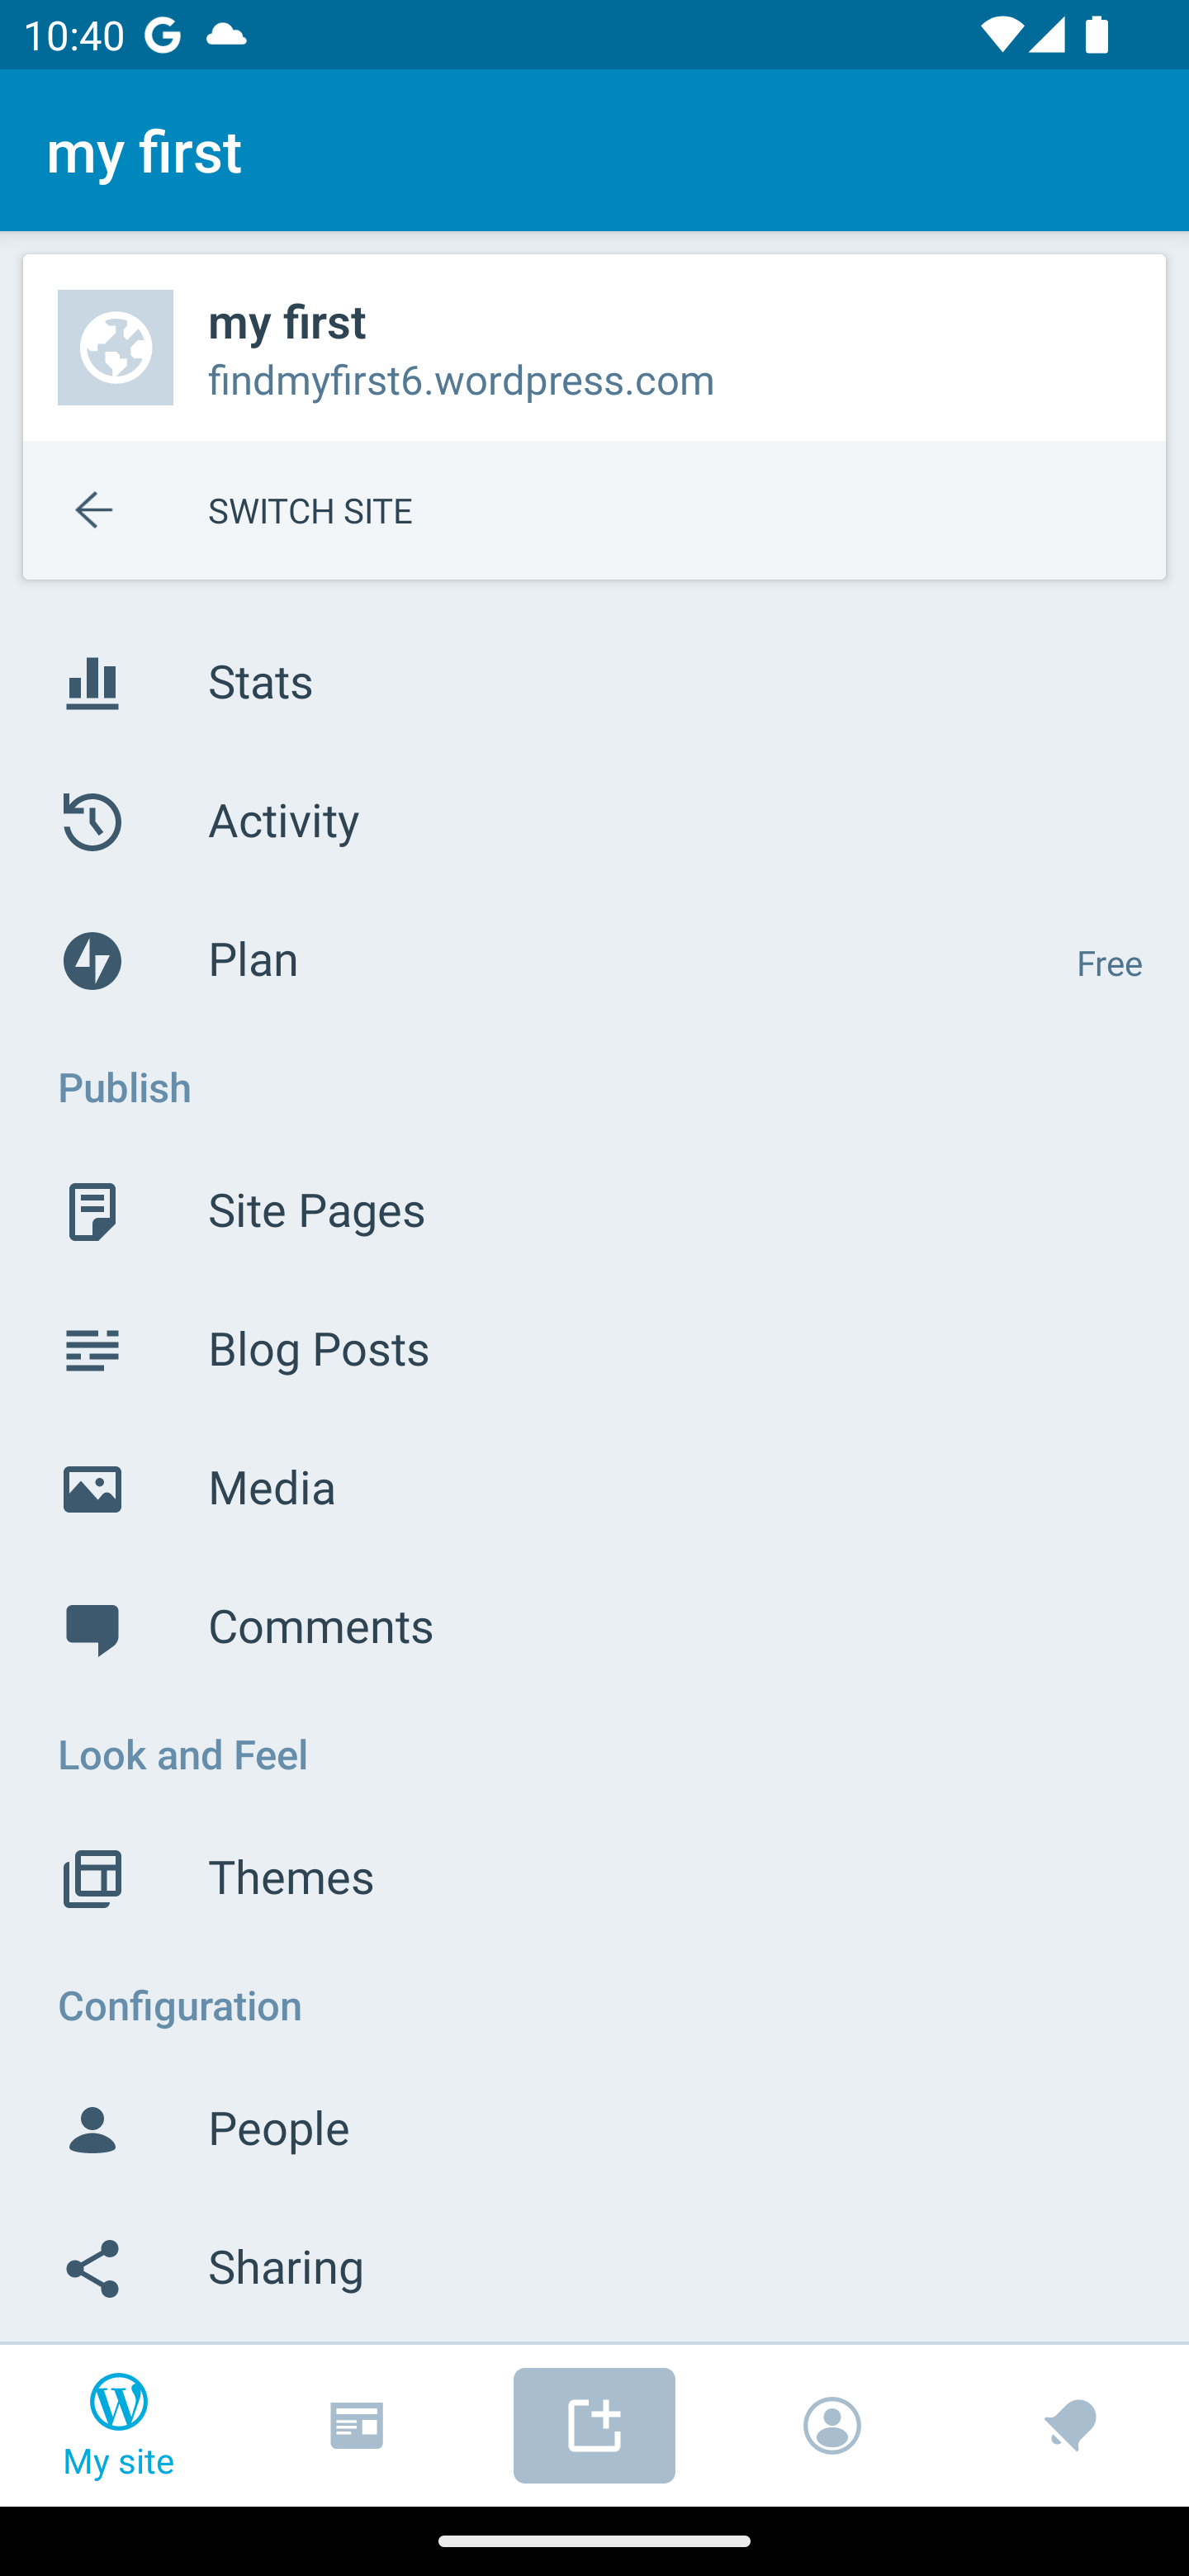 10:40
my first
my first
findmyfirst6.wordpress.com
SWITCH SITE
Stats
Activity
Plan Free
Publish
Site Pages
Blog Posts
Media
Comments
Look and Feel
Themes
Configuration
People
Sharing
My site